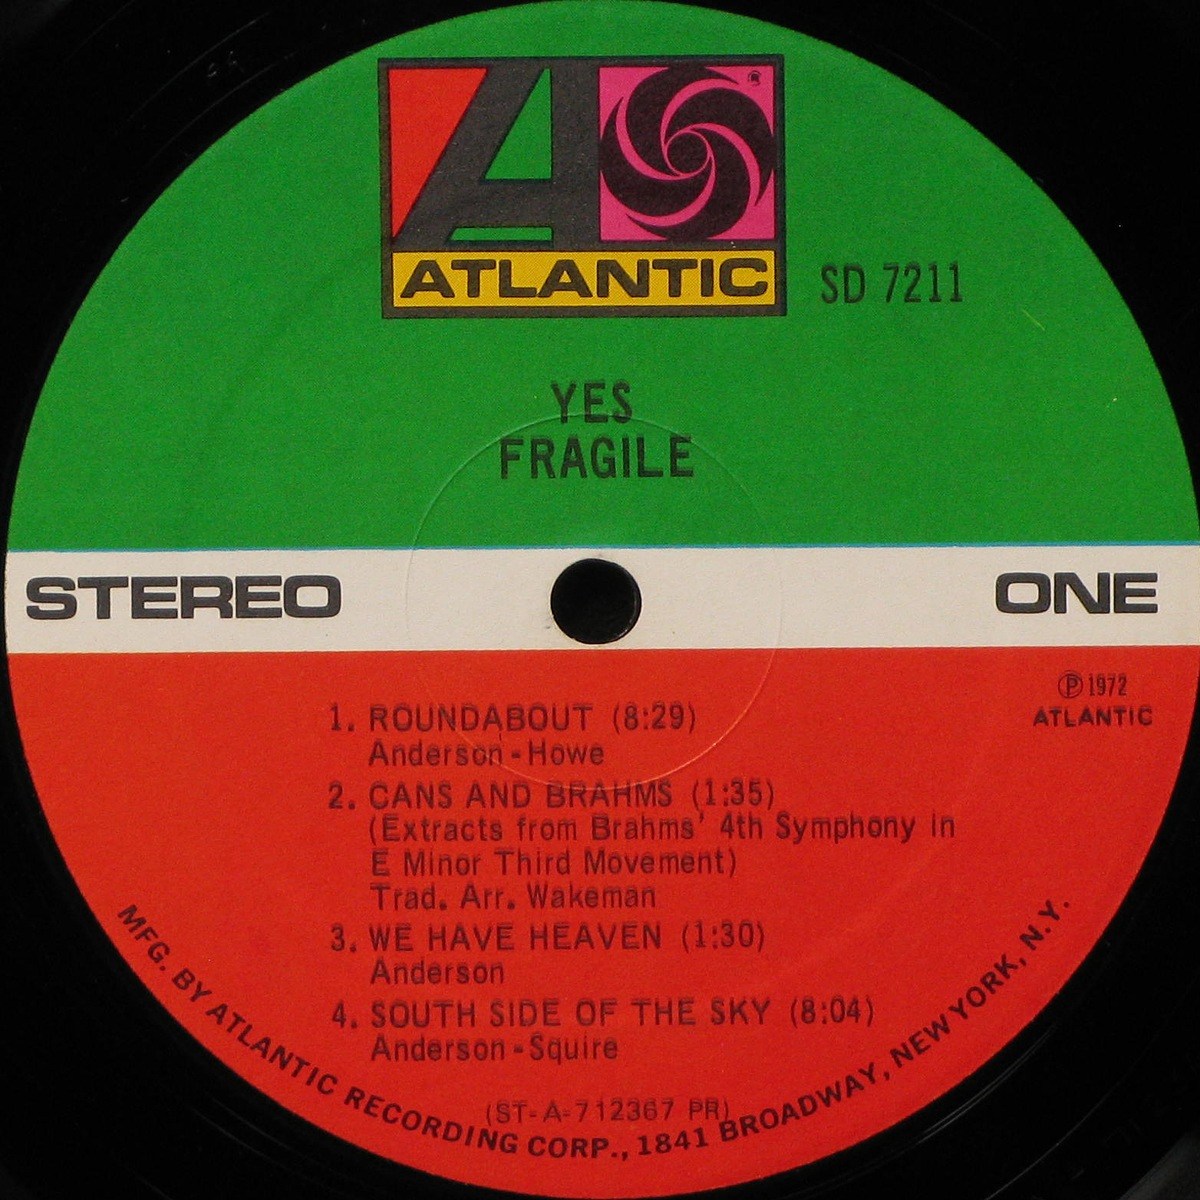 ATLANTIC
®
SD 7211
YES
FRAGILE
STEREO
ONE
℗ 1972
ATLANTIC
1. ROUNDABOUT (8:29)
Anderson - Howe
2. CANS AND BRAHMS (1:35)
(Extracts from Brahms' 4th Symphony in
E Minor Third Movement)
Trad. Arr. Wakeman
3. WE HAVE HEAVEN (1:30)
Anderson
4. SOUTH SIDE OF THE SKY (8:04)
Anderson - Squire
(ST-A-712367 PR)
MFG. BY ATLANTIC RECORDING CORP., 1841 BROADWAY, NEW YORK, N.Y.